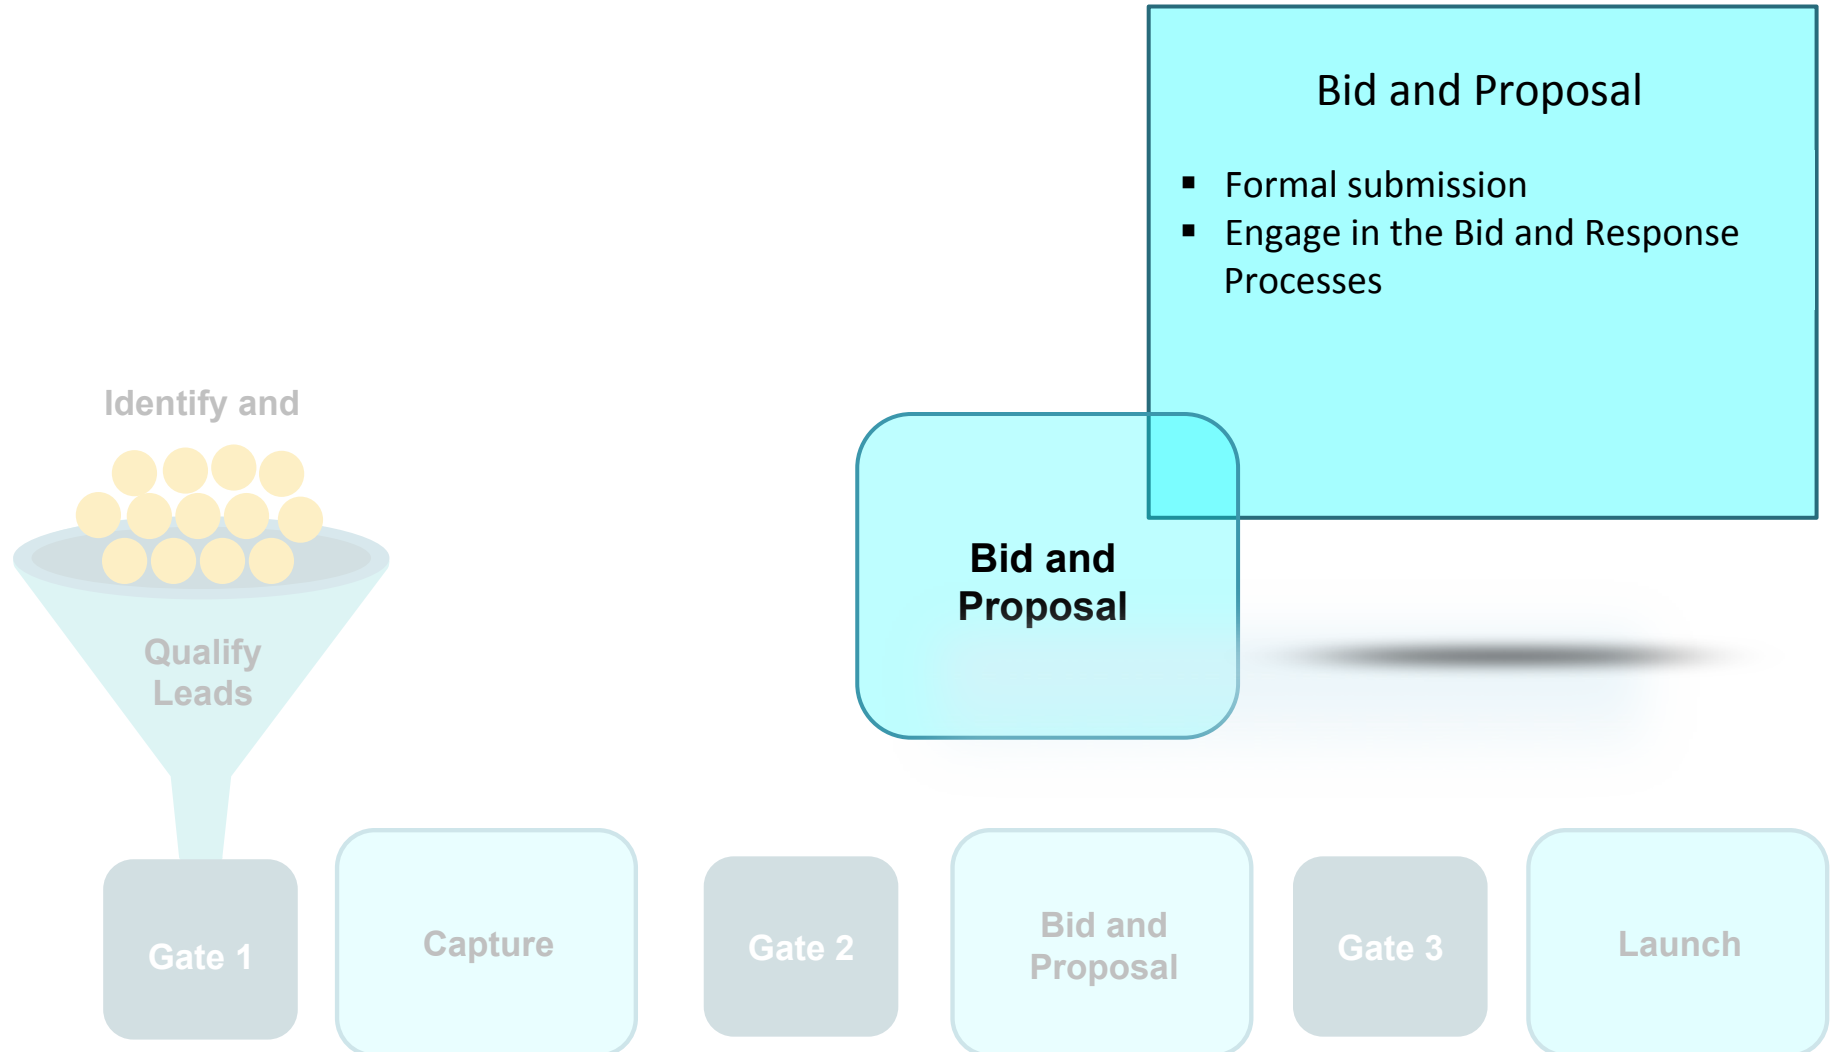 Bid and Proposal
▪ Formal submission
▪ Engage in the Bid and Response
Processes
Identify and
Qualify
Leads
Bid and
Proposal
Gate 1
Capture
Gate 2
Bid and
Proposal
Gate 3
Launch